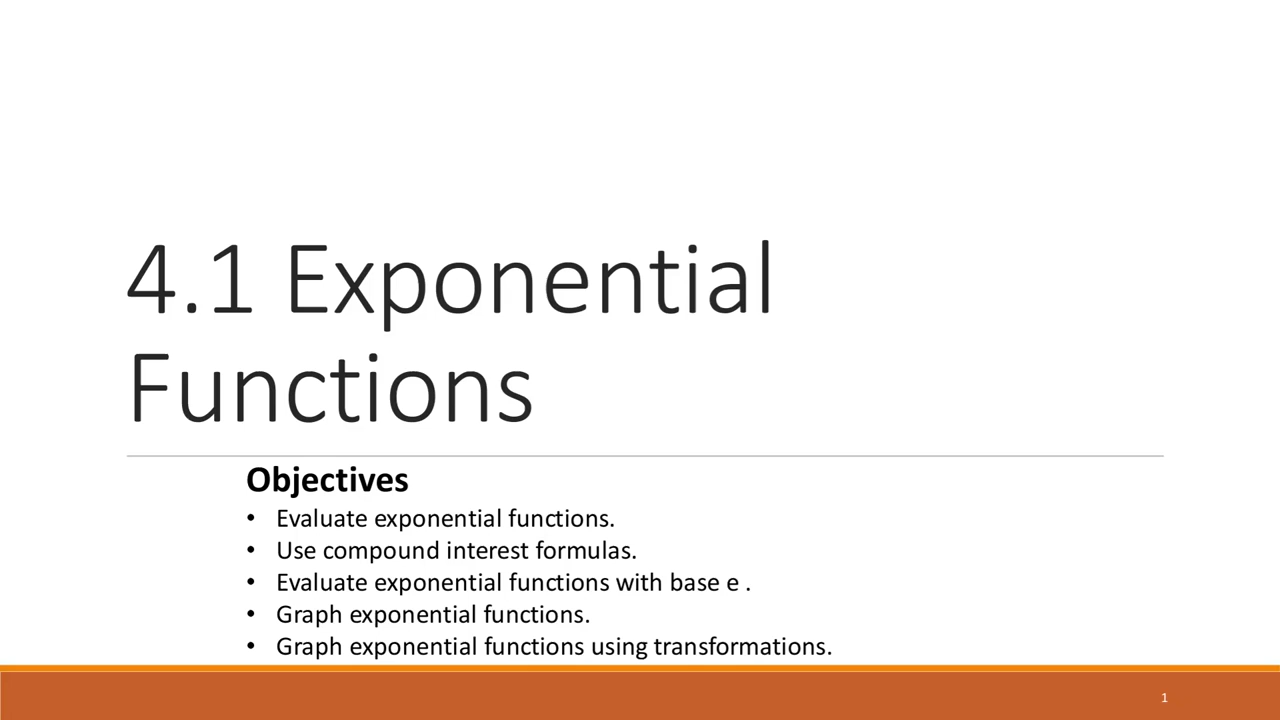 4.1 Exponential
Functions
Objectives
• Evaluate exponential functions.
• Use compound interest formulas.
• Evaluate exponential functions with base e .
• Graph exponential functions.
• Graph exponential functions using transformations.
1